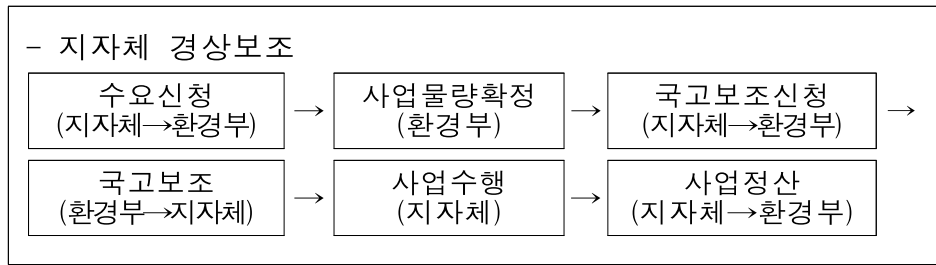 - 지자체 경상보조
수요신청
(지자체→환경부)
→
사업물량확정
(환경부)
→
국고보조신청
(지자체→환경부)
→
국고보조
(환경부→지자체)
→
사업수행
(지자체)
→
사업정산
(지자체→환경부)